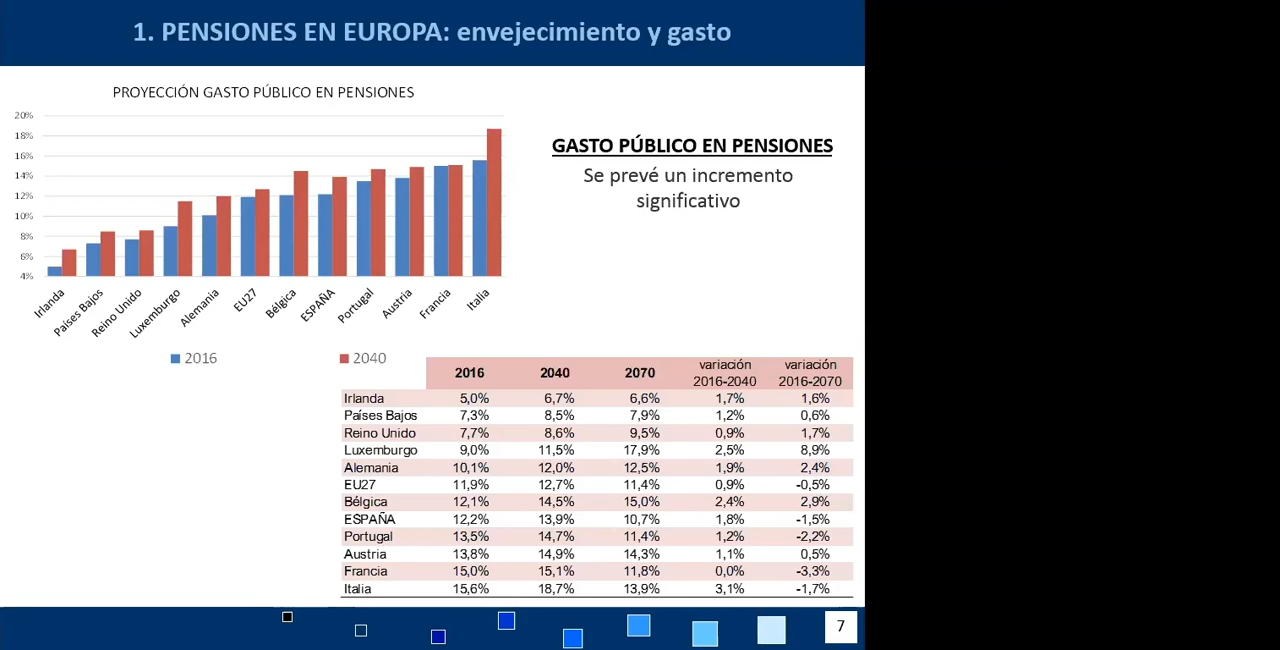 1. PENSIONES EN EUROPA: envejecimiento y gasto
PROYECCIÓN GASTO PÚBLICO EN PENSIONES
20%
18%
16%
14%
12%
10%
8%
6%
4%
Irlanda
Países Bajos
Reino Unido
Luxemburgo
Alemania
EU27
Bélgica
ESPAÑA
Portugal
Austria
Francia
Italia
2016
2040
GASTO PÚBLICO EN PENSIONES
Se prevé un incremento
significativo
2016 2040 2070 variación 2016-2040 variación 2016-2070
Irlanda 5,0% 6,7% 6,6% 1,7% 1,6%
Países Bajos 7,3% 8,5% 7,9% 1,2% 0,6%
Reino Unido 7,7% 8,6% 9,5% 0,9% 1,7%
Luxemburgo 9,0% 11,5% 17,9% 2,5% 8,9%
Alemania 10,1% 12,0% 12,5% 1,9% 2,4%
EU27 11,9% 12,7% 11,4% 0,9% -0,5%
Bélgica 12,1% 14,5% 15,0% 2,4% 2,9%
ESPAÑA 12,2% 13,9% 10,7% 1,8% -1,5%
Portugal 13,5% 14,7% 11,4% 1,2% -2,2%
Austria 13,8% 14,9% 14,3% 1,1% 0,5%
Francia 15,0% 15,1% 11,8% 0,0% -3,3%
Italia 15,6% 18,7% 13,9% 3,1% -1,7%
7